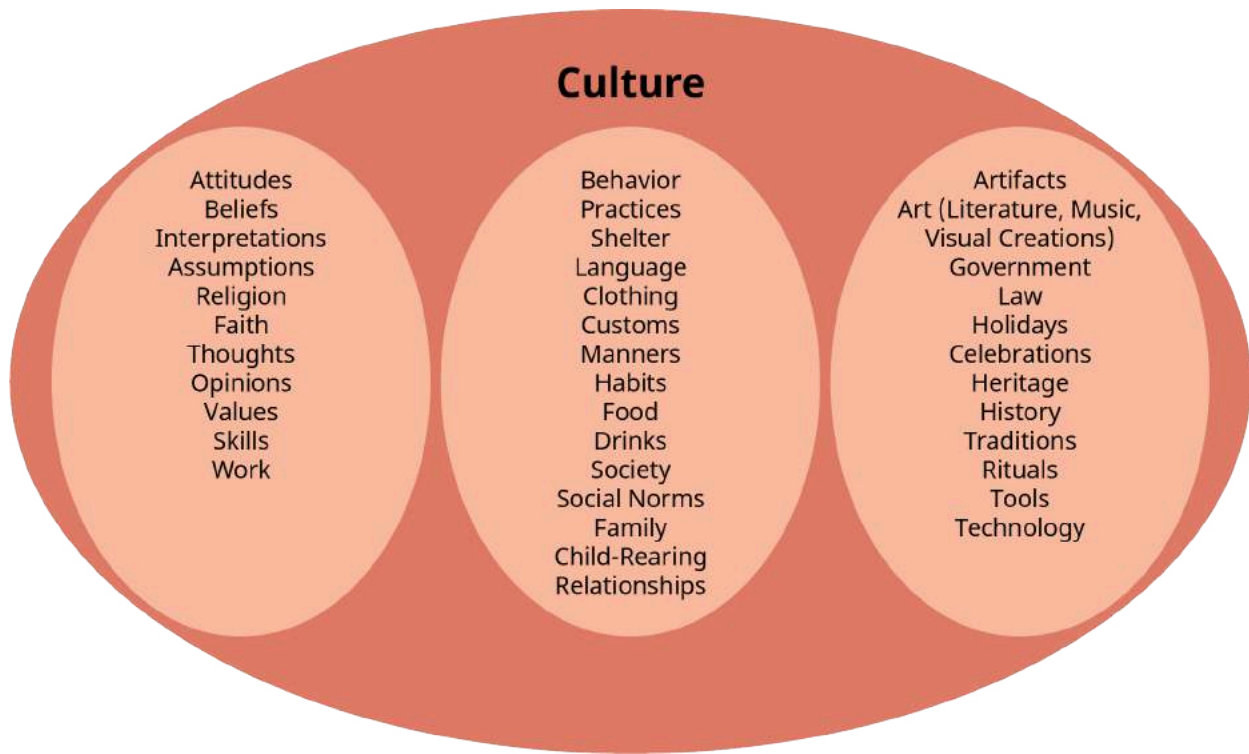 Culture
Attitudes
Beliefs
Interpretations
Assumptions
Religion
Faith
Thoughts
Opinions
Values
Skills
Work
Behavior
Practices
Shelter
Language
Clothing
Customs
Manners
Habits
Food
Drinks
Society
Social Norms
Family
Child-Rearing
Relationships
Artifacts
Art (Literature, Music,
Visual Creations)
Government
Law
Holidays
Celebrations
Heritage
History
Traditions
Rituals
Tools
Technology